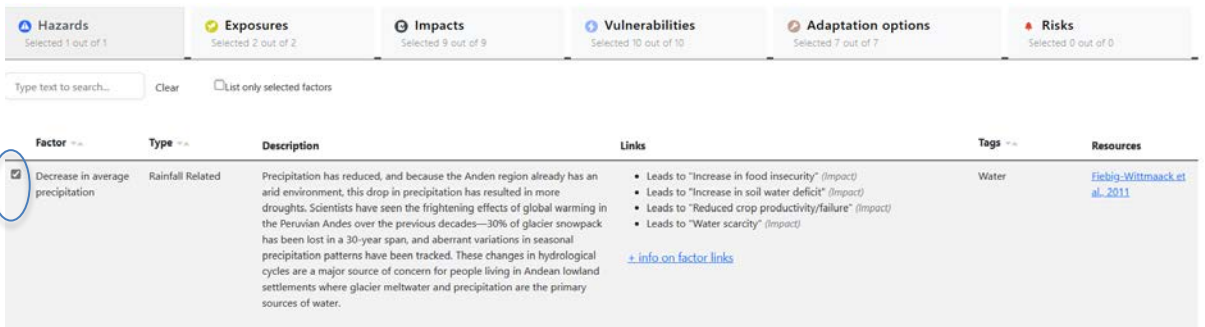 Hazards
Selected 1 out of 1
Exposures
Selected 2 out of 2
Impacts
Selected 9 out of 9
Vulnerabilities
Selected 10 out of 10
Adaptation options
Selected 7 out of 7
Risks
Selected 0 out of 0
Type text to search...
Clear
List only selected factors
Factor
Type
Description
Links
Tags
Resources
Decrease in average
precipitation
Rainfall Related
Precipitation has reduced, and because the Anden region already has an
arid environment, this drop in precipitation has resulted in more
droughts. Scientists have seen the frightening effects of global warming in
the Peruvian Andes over the previous decades—30% of glacier snowpack
has been lost in a 30-year span, and aberrant variations in seasonal
precipitation patterns have been tracked. These changes in hydrological
cycles are a major source of concern for people living in Andean lowland
settlements where glacier meltwater and precipitation are the primary
sources of water.
• Leads to "Increase in food insecurity" (Impact)
• Leads to "Increase in soil water deficit" (Impact)
• Leads to "Reduced crop productivity/failure" (Impact)
• Leads to "Water scarcity" (Impact)
+ info on factor links
Water
Fiebig-Wittmaack et
al., 2011